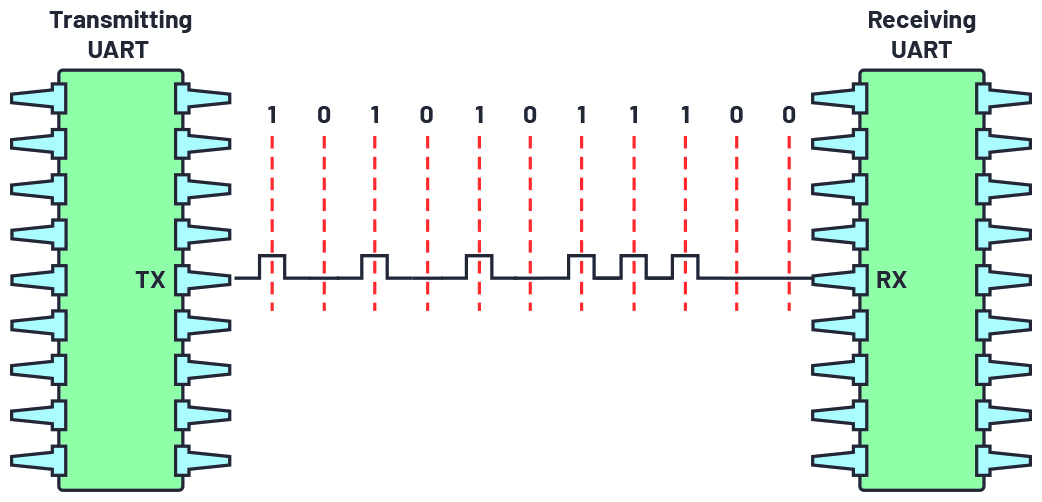 Transmitting
UART
Receiving
UART
1 0 1 0 1 0 1 1 1 0 0
TX
RX